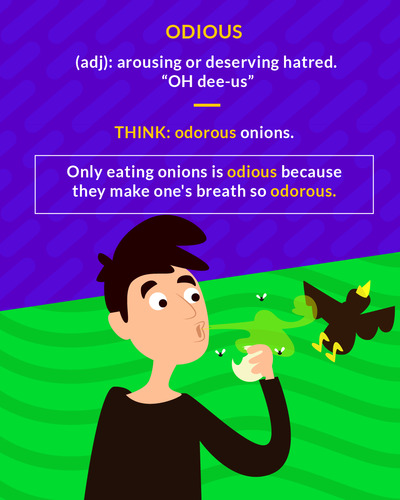 ODIOUS
(adj): arousing or deserving hatred.
“OH dee-us”
THINK: odorous onions.
Only eating onions is odious because
they make one's breath so odorous.